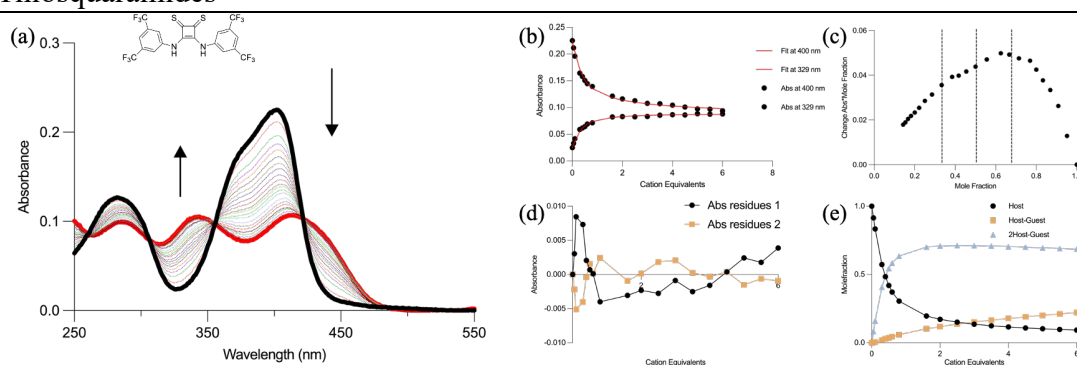 Thiosquaramides
(a)
F₃C
CF₃
S
S
N
H
N
H
F₃C
CF₃
0.3
0.2
0.1
0.0
Absorbance
250
350
450
550
Wavelength (nm)
(b)
0.25
0.20
0.15
0.10
0.05
0.00
Absorbance
0
2
4
6
8
Cation Equivalents
Fit at 400 nm
Fit at 329 nm
Abs at 400 nm
Abs at 329 nm
(c)
0.06
0.04
0.02
0.00
Change Abs*Mole Fraction
0.0
0.2
0.4
0.6
0.8
1.
Mole Fraction
(d)
0.010
0.005
0.000
-0.005
-0.010
Absorbance
2
6
Cation Equivalents
Abs residues 1
Abs residues 2
(e)
1.0
0.5
0.0
Molefraction
0
2
4
6
Cation Equivalents
Host
Host-Guest
2Host-Guest